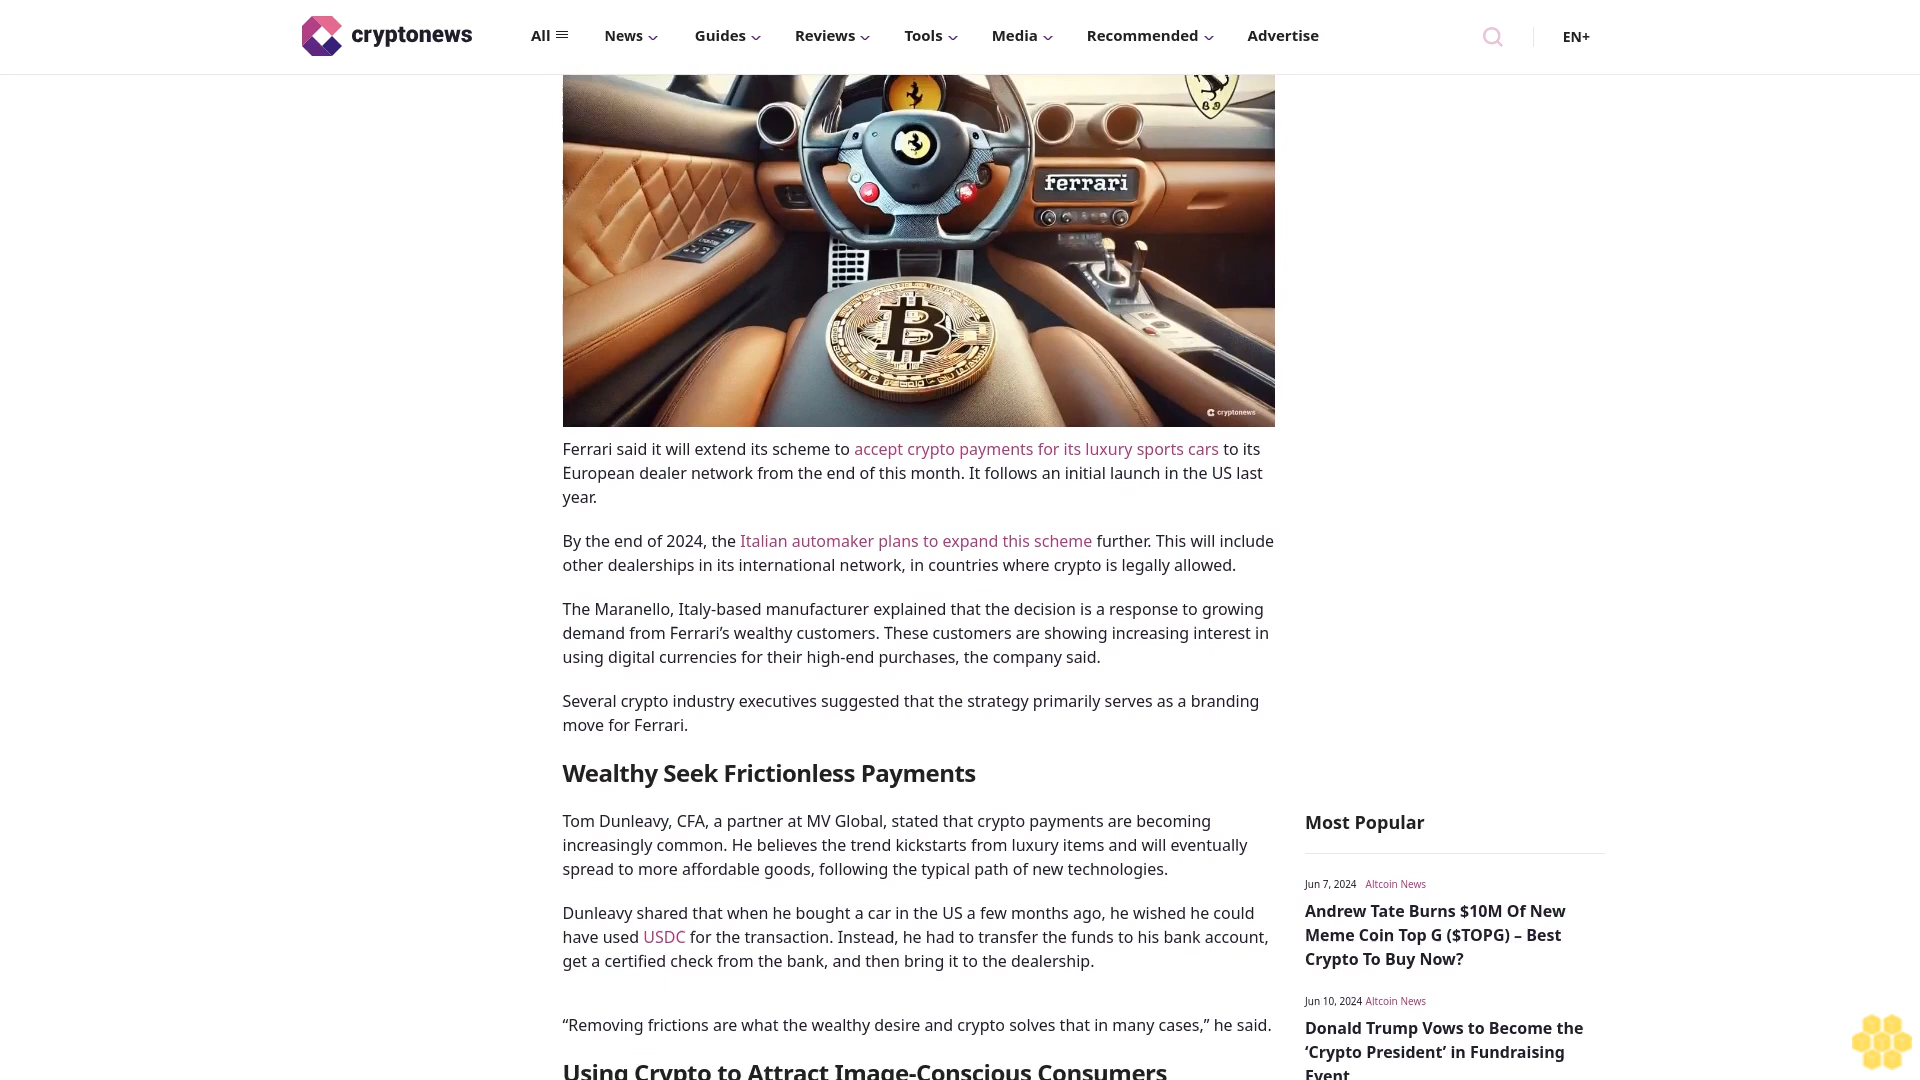 cryptonews
All
News
Guides
Reviews
Tools
Media
Recommended
Advertise
EN+
ferrari
cryptonews
Ferrari said it will extend its scheme to accept crypto payments for its luxury sports cars to its
European dealer network from the end of this month. It follows an initial launch in the US last
year.
By the end of 2024, the Italian automaker plans to expand this scheme further. This will include
other dealerships in its international network, in countries where crypto is legally allowed.
The Maranello, Italy-based manufacturer explained that the decision is a response to growing
demand from Ferrari’s wealthy customers. These customers are showing increasing interest in
using digital currencies for their high-end purchases, the company said.
Several crypto industry executives suggested that the strategy primarily serves as a branding
move for Ferrari.
Wealthy Seek Frictionless Payments
Tom Dunleavy, CFA, a partner at MV Global, stated that crypto payments are becoming
increasingly common. He believes the trend kickstarts from luxury items and will eventually
spread to more affordable goods, following the typical path of new technologies.
Dunleavy shared that when he bought a car in the US a few months ago, he wished he could
have used USDC for the transaction. Instead, he had to transfer the funds to his bank account,
get a certified check from the bank, and then bring it to the dealership.
“Removing frictions are what the wealthy desire and crypto solves that in many cases,” he said.
Using Crypto to Attract Image-Conscious Consumers
Most Popular
Jun 7, 2024 Altcoin News
Andrew Tate Burns $10M Of New
Meme Coin Top G ($TOPG) – Best
Crypto To Buy Now?
Jun 10, 2024 Altcoin News
Donald Trump Vows to Become the
‘Crypto President’ in Fundraising
Event